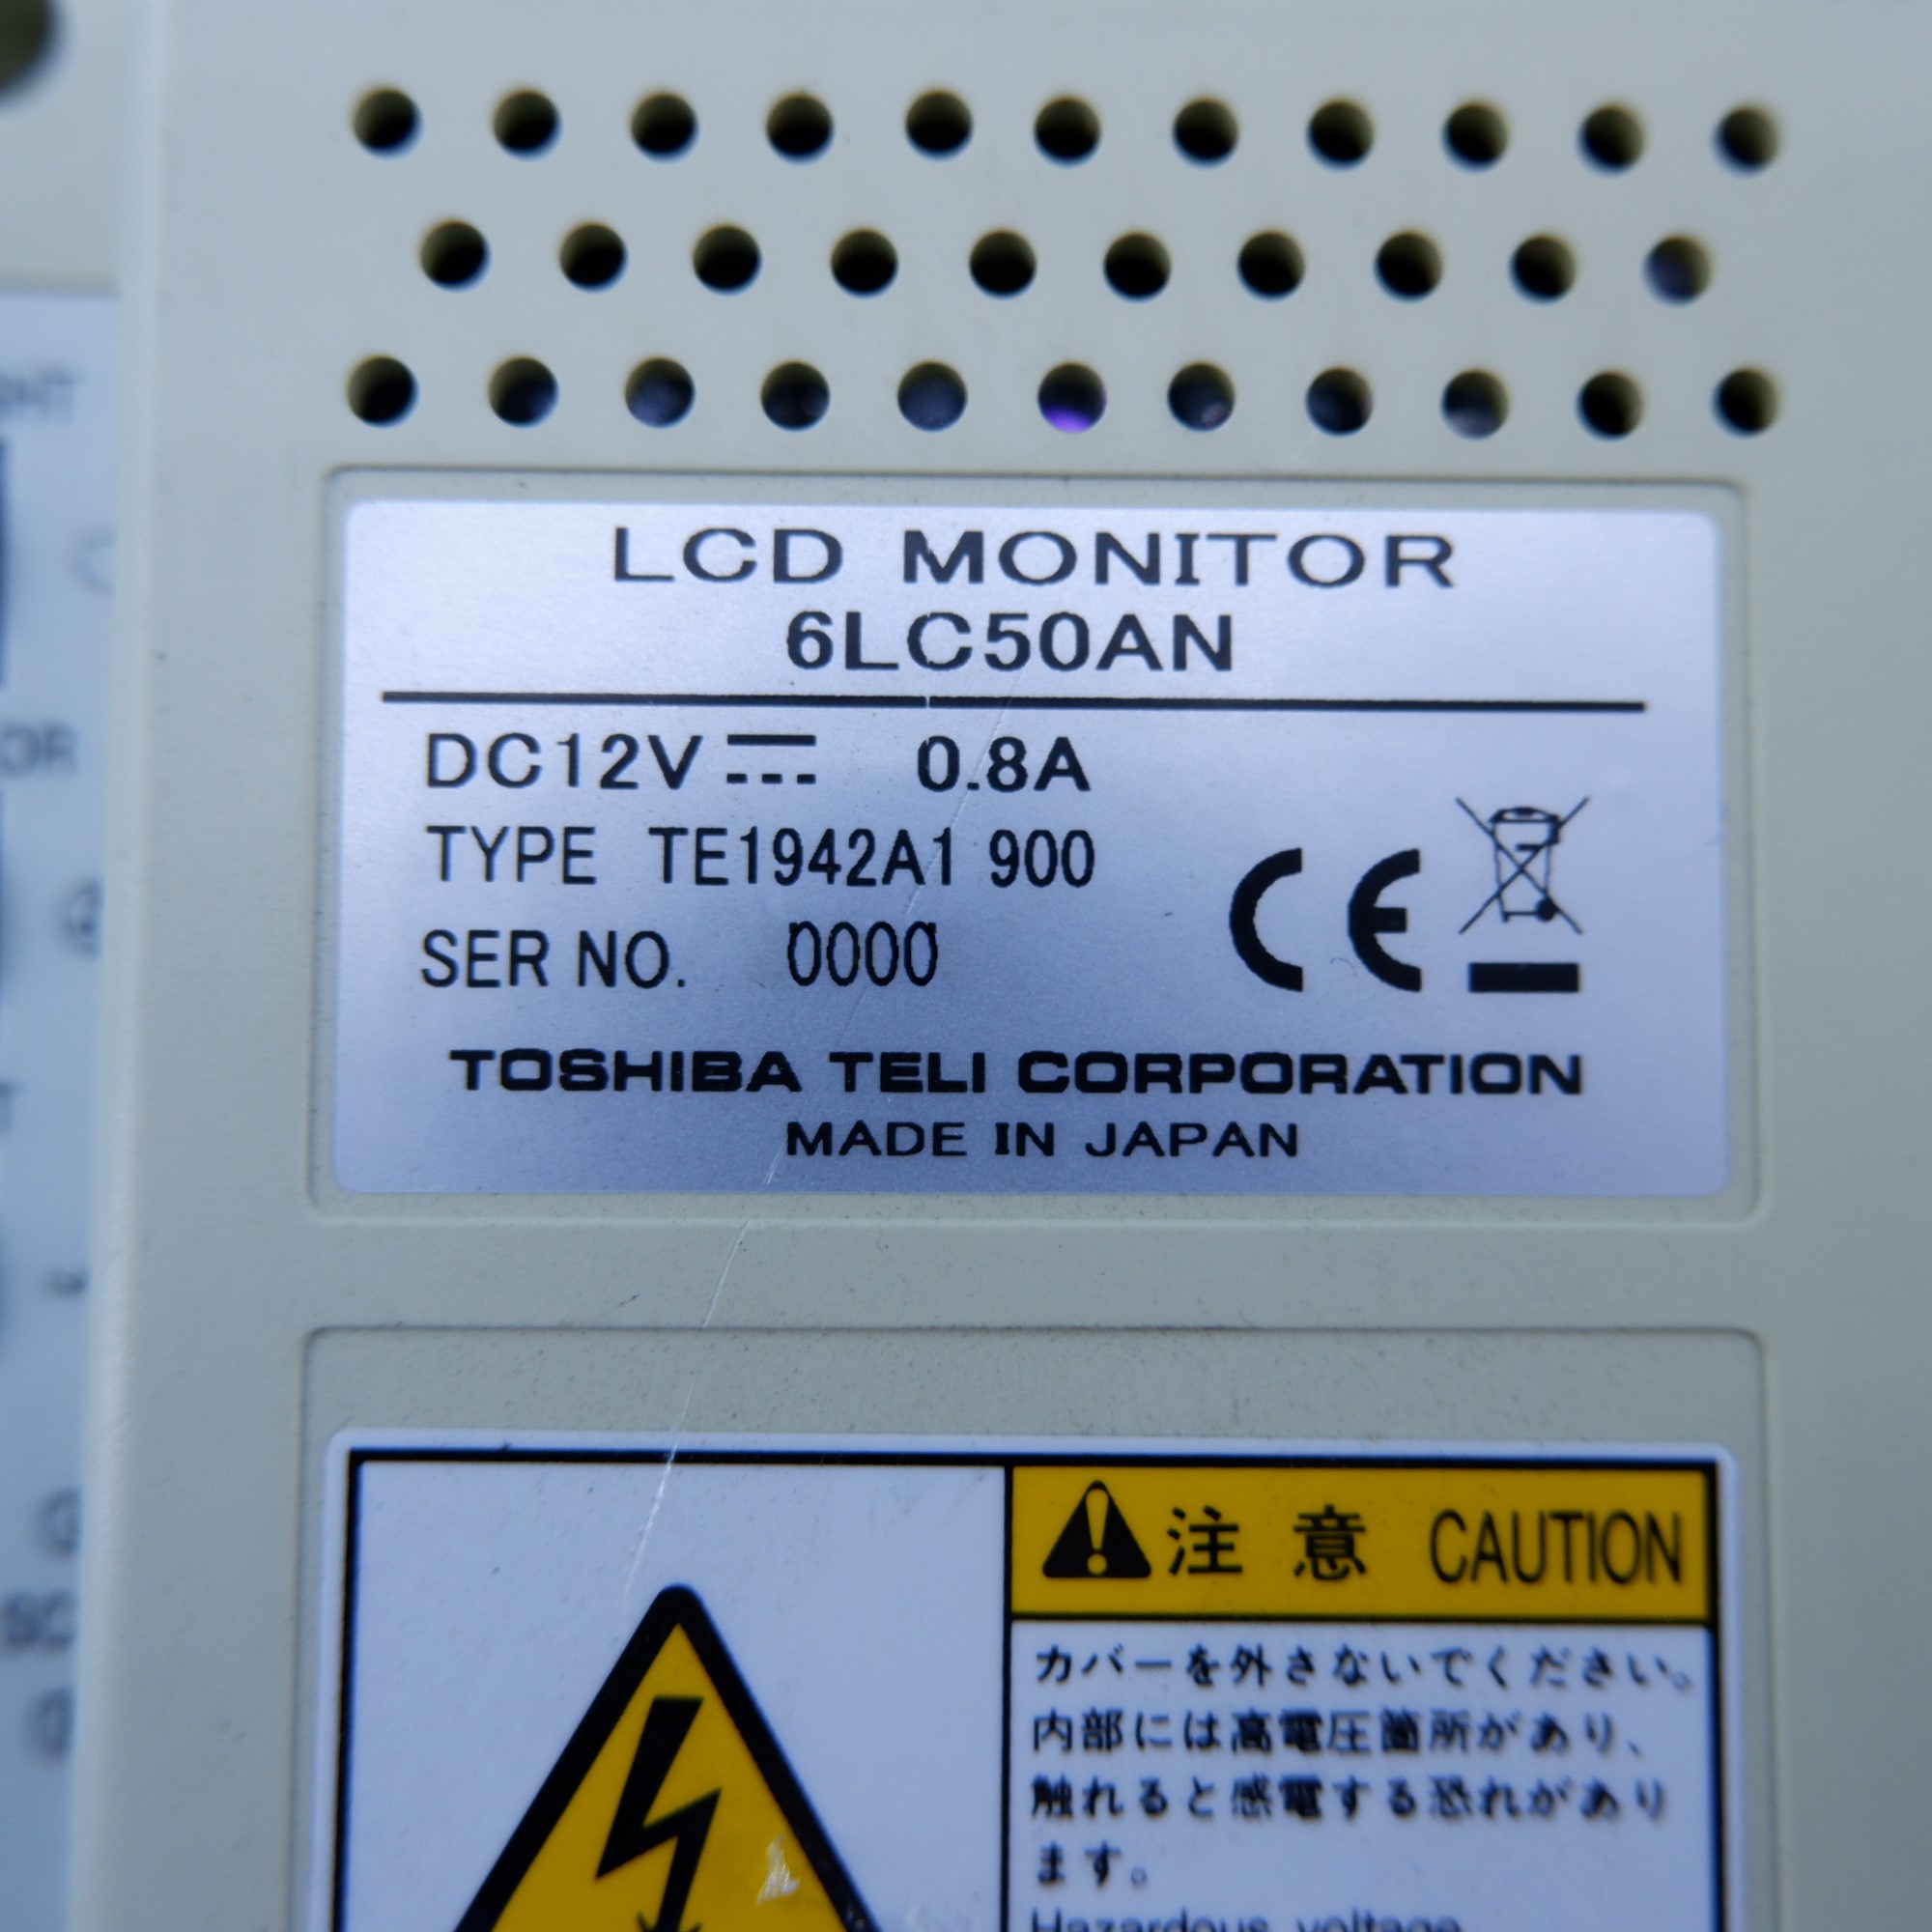 LCD MONITOR
6LC50AN
DC12V 0.8A
TYPE TE1942A1 900
SER NO. 0000
CE
TOSHIBA TELI CORPORATION
MADE IN JAPAN
注意 CAUTION
カバーを外さないでください。
内部には高電圧箇所があり、
触れると感電する恐れがあり
ます。
Hazardous voltage